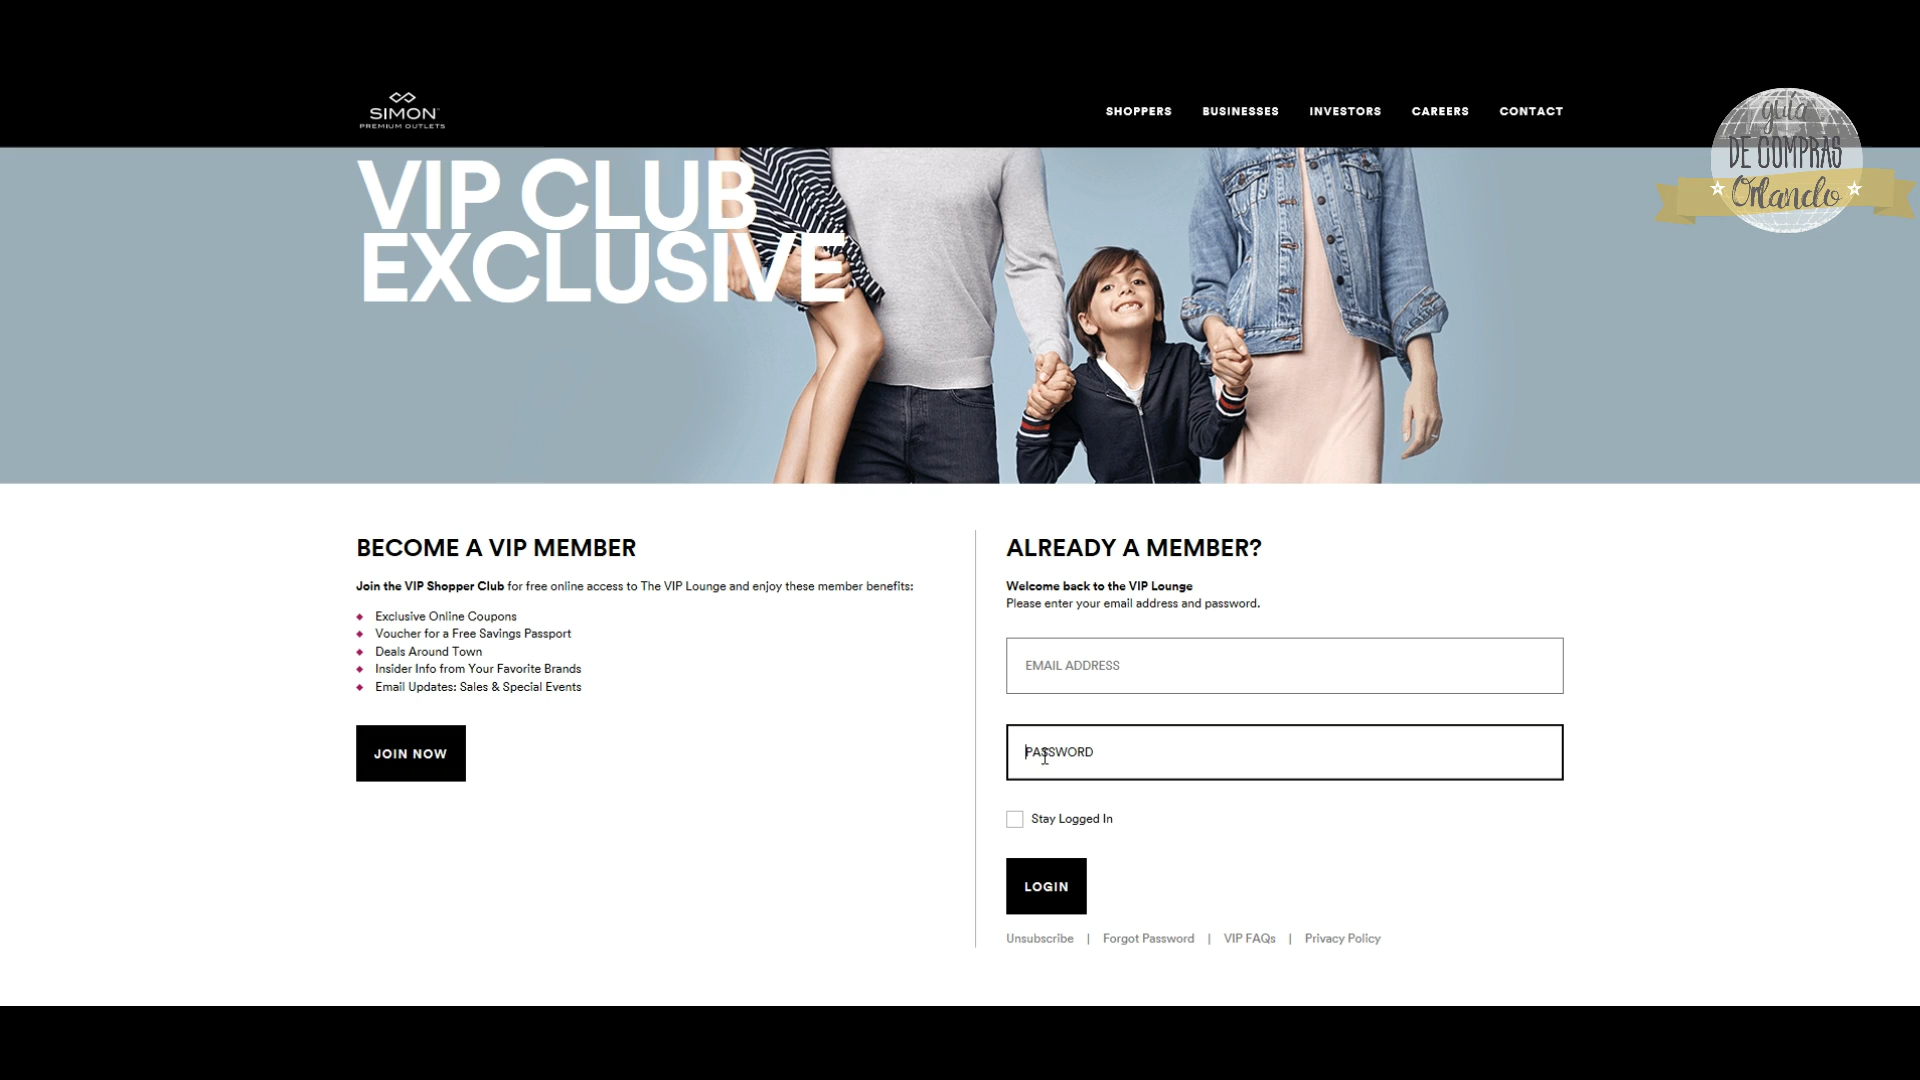 SIMON
PREMIUM OUTLETS
SHOPPERS
BUSINESSES
INVESTORS
CAREERS
CONTACT
guía
DE COMPRAS
Orlando
VIP CLUB
EXCLUSIVE
BECOME A VIP MEMBER
Join the VIP Shopper Club for free online access to The VIP Lounge and enjoy these member benefits:
Exclusive Online Coupons
Voucher for a Free Savings Passport
Deals Around Town
Insider Info from Your Favorite Brands
Email Updates: Sales & Special Events
JOIN NOW
ALREADY A MEMBER?
Welcome back to the VIP Lounge
Please enter your email address and password.
EMAIL ADDRESS
PASSWORD
Stay Logged In
LOGIN
Unsubscribe | Forgot Password | VIP FAQs | Privacy Policy